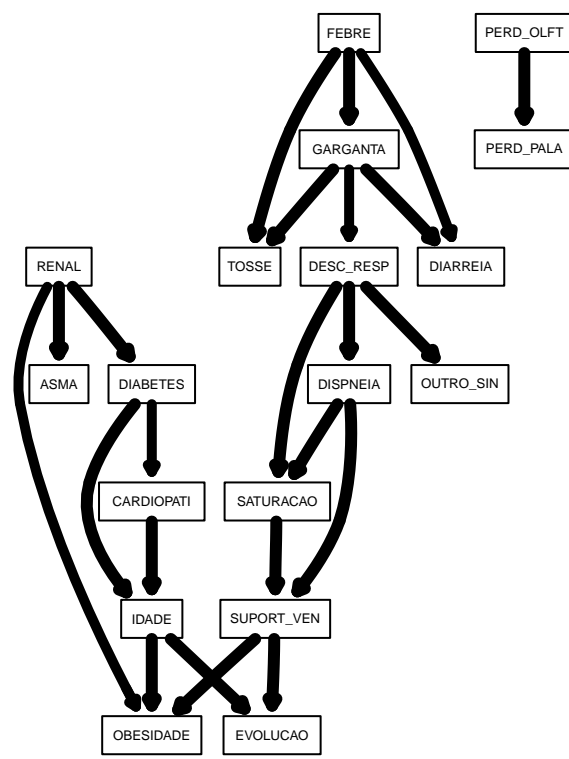 FEBRE
PERD_OLFT
GARGANTA
PERD_PALA
RENAL
TOSSE
DESC_RESP
DIARREIA
ASMA
DIABETES
DISPNEIA
OUTRO_SIN
CARDIOPATI
SATURACAO
IDADE
SUPORT_VEN
OBESIDADE
EVOLUCAO